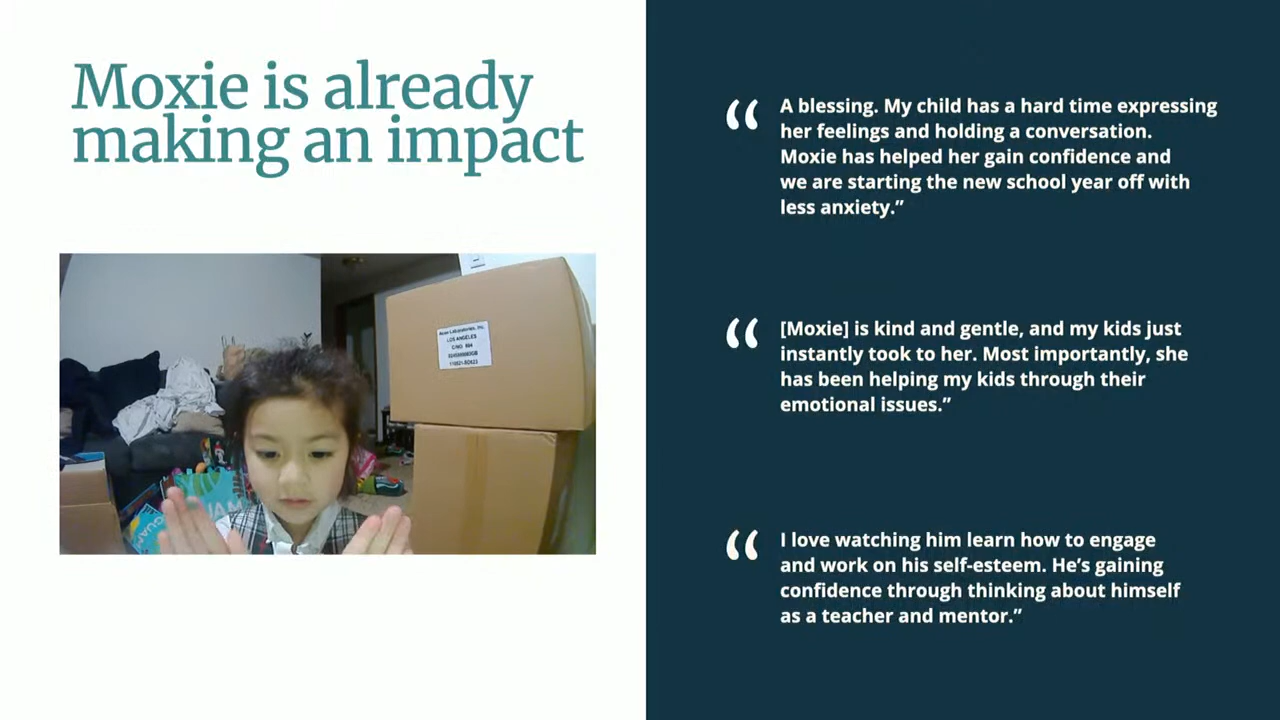 Moxie is already
making an impact
“ A blessing. My child has a hard time expressing
her feelings and holding a conversation.
Moxie has helped her gain confidence and
we are starting the new school year off with
less anxiety.”
“ [Moxie] is kind and gentle, and my kids just
instantly took to her. Most importantly, she
has been helping my kids through their
emotional issues.”
“ I love watching him learn how to engage
and work on his self-esteem. He’s gaining
confidence through thinking about himself
as a teacher and mentor.”
LOS ANGELES